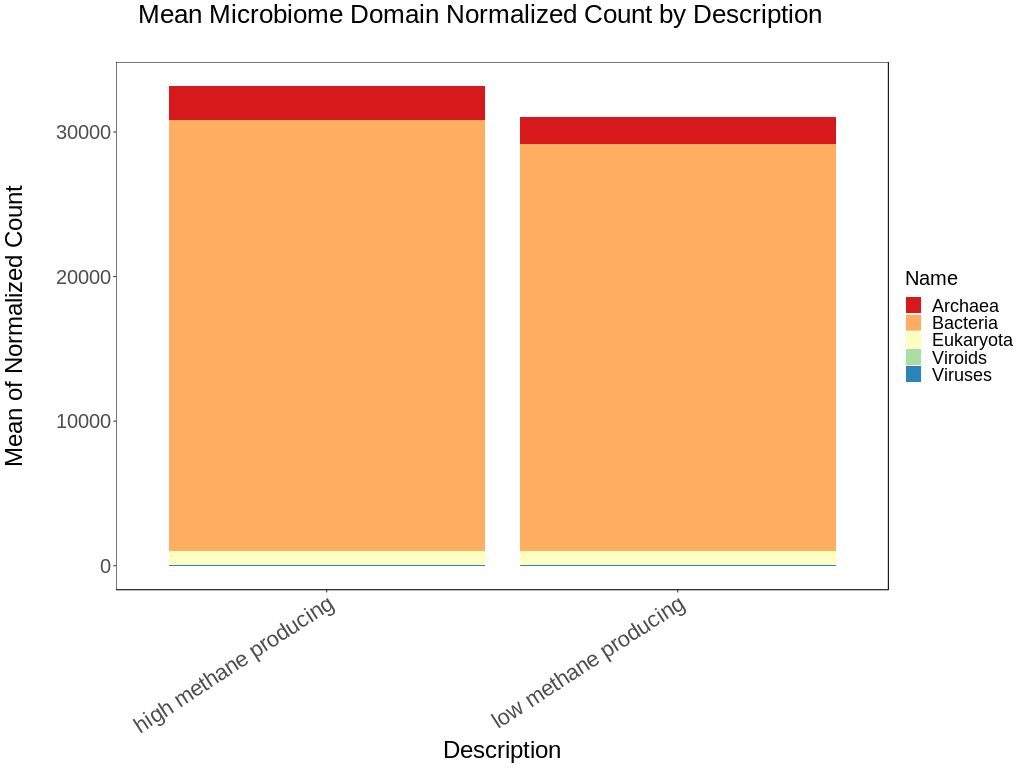 Mean Microbiome Domain Normalized Count by Description
Mean of Normalized Count
30000
20000
10000
0
high methane producing
low methane producing
Description
Name
Archaea
Bacteria
Eukaryota
Viroids
Viruses